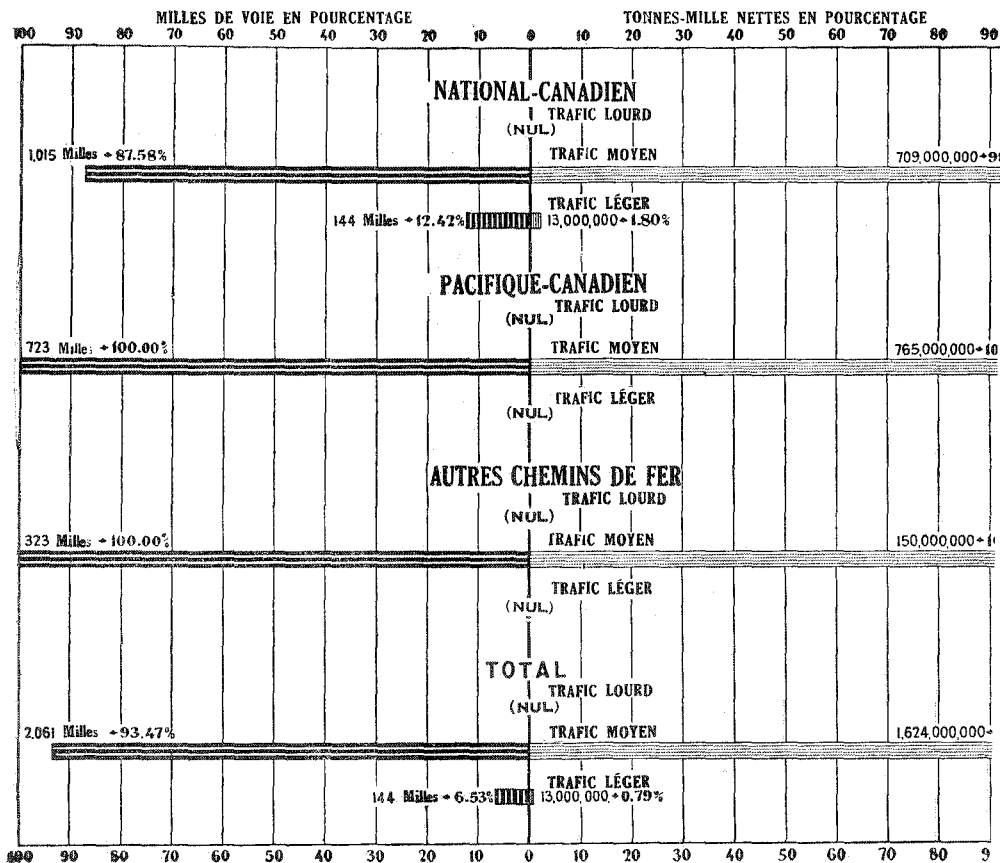 MILLES DE VOIE EN POURCENTAGE TONNES-MILLE NETTES EN POURCENTAGE
100 90 80 70 60 50 40 30 20 10 0 10 20 30 40 50 60 70 80 90
NATIONAL-CANADIEN
TRAFIC LOURD
(NUL)
1,015 Milles - 87.58% TRAFIC MOYEN 709,000,000-9
TRAFIC LÉGER
144 Milles - 12.42% 13,000,000-1.80%
PACIFIQUE-CANADIEN
TRAFIC LOURD
(NUL)
723 Milles - 100.00% TRAFIC MOYEN 765,000,000-10
TRAFIC LÉGER
(NUL)
AUTRES CHEMINS DE FER
TRAFIC LOURD
(NUL)
323 Milles - 100.00% TRAFIC MOYEN 150,000,000-1
TRAFIC LÉGER
(NUL)
TOTAL
TRAFIC LOURD
(NUL)
2,061 Milles - 93.47% TRAFIC MOYEN 1,624,000,000-
TRAFIC LÉGER
144 Milles - 6.53% 13,000,000-0.79%
100 90 80 70 60 50 40 30 20 10 0 10 20 30 40 50 60 70 80 9